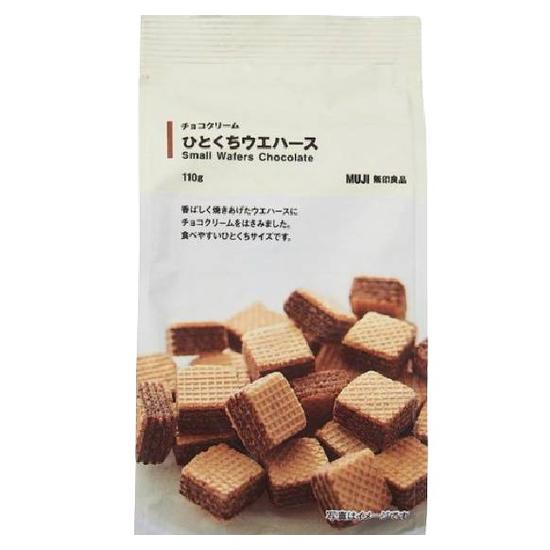 チョコクリーム
ひとくちウエハース
Small Wafers Chocolate
110g
MUJI 無印良品
香ばしく焼きあげたウエハースに
チョコクリームをはさみました。
食べやすいひとくちサイズです。
写真はイメージです